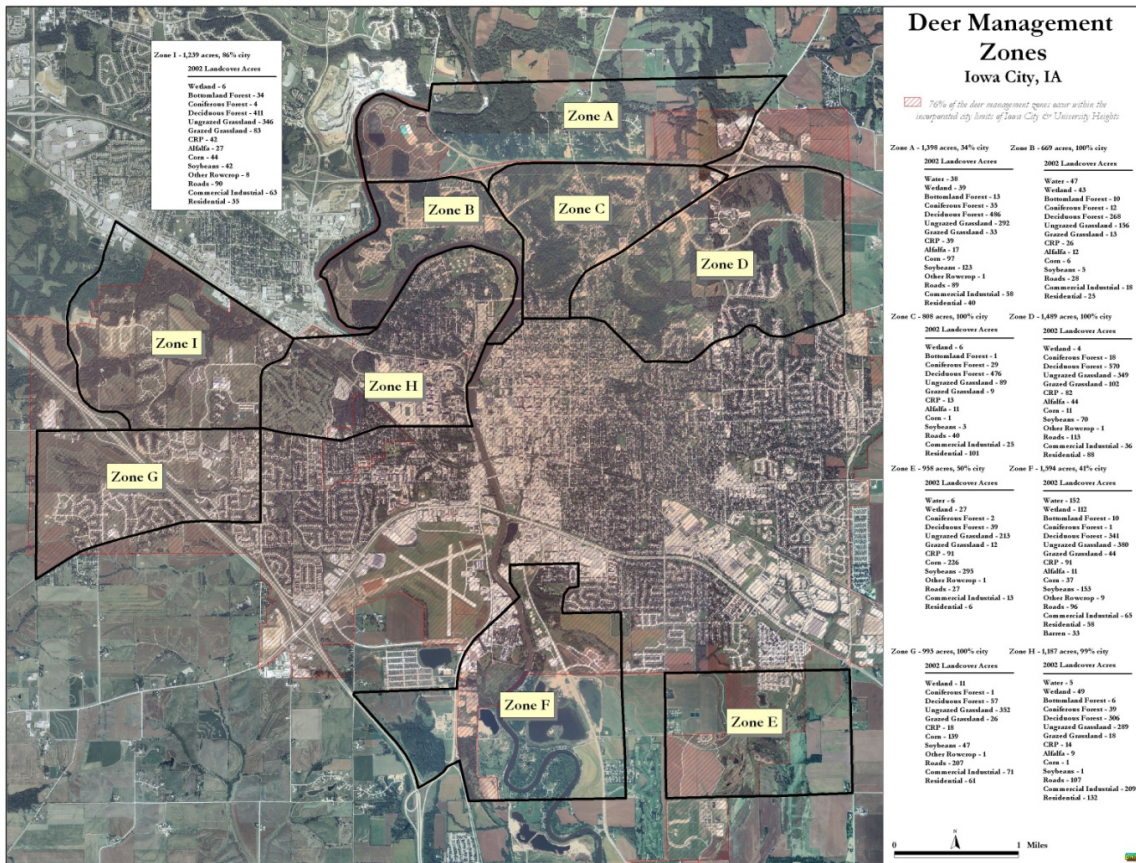 Deer Management
Zones
Iowa City, IA
76% of the deer management zones occur within the
incorporated city limits of Iowa City & University Heights
Zone I - 1,239 acres, 86% city
2002 Landcover Acres
Wetland - 6
Bottomland Forest - 34
Coniferous Forest - 4
Deciduous Forest - 411
Ungrazed Grassland - 346
Grazed Grassland - 83
CRP - 42
Alfalfa - 27
Corn - 44
Soybeans - 42
Other Rowcrop - 8
Roads - 90
Commercial Industrial - 63
Residential - 35
Zone A
Zone B
Zone C
Zone D
Zone I
Zone H
Zone G
Zone F
Zone E
Zone A - 1,398 acres, 34% city
2002 Landcover Acres
Water - 38
Wetland - 39
Bottomland Forest - 13
Coniferous Forest - 35
Deciduous Forest - 486
Ungrazed Grassland - 292
Grazed Grassland - 33
CRP - 39
Alfalfa - 17
Corn - 97
Soybeans - 123
Other Rowcrop - 1
Roads - 89
Commercial Industrial - 58
Residential - 40
Zone B - 669 acres, 100% city
2002 Landcover Acres
Water - 47
Wetland - 43
Bottomland Forest - 10
Coniferous Forest - 12
Deciduous Forest - 268
Ungrazed Grassland - 156
Grazed Grassland - 13
CRP - 26
Alfalfa - 12
Corn - 6
Soybeans - 5
Roads - 28
Commercial Industrial - 18
Residential - 25
Zone C - 808 acres, 100% city
2002 Landcover Acres
Wetland - 6
Bottomland Forest - 1
Coniferous Forest - 29
Deciduous Forest - 476
Ungrazed Grassland - 89
Grazed Grassland - 9
CRP - 15
Alfalfa - 11
Corn - 1
Soybeans - 3
Roads - 40
Commercial Industrial - 25
Residential - 101
Zone D - 1,489 acres, 100% city
2002 Landcover Acres
Wetland - 4
Coniferous Forest - 18
Deciduous Forest - 570
Ungrazed Grassland - 349
Grazed Grassland - 102
CRP - 82
Alfalfa - 44
Corn - 11
Soybeans - 70
Other Rowcrop - 1
Roads - 113
Commercial Industrial - 36
Residential - 88
Zone E - 958 acres, 50% city
2002 Landcover Acres
Water - 6
Wetland - 27
Coniferous Forest - 2
Deciduous Forest - 39
Ungrazed Grassland - 213
Grazed Grassland - 12
CRP - 91
Corn - 226
Soybeans - 295
Other Rowcrop - 1
Roads - 27
Commercial Industrial - 13
Residential - 6
Zone F - 1,594 acres, 41% city
2002 Landcover Acres
Water - 152
Wetland - 112
Bottomland Forest - 10
Coniferous Forest - 1
Deciduous Forest - 341
Ungrazed Grassland - 380
Grazed Grassland - 44
CRP - 91
Alfalfa - 11
Corn - 37
Soybeans - 153
Other Rowcrop - 9
Roads - 96
Commercial Industrial - 65
Residential - 58
Barren - 33
Zone G - 993 acres, 100% city
2002 Landcover Acres
Wetland - 11
Coniferous Forest - 1
Deciduous Forest - 57
Ungrazed Grassland - 352
Grazed Grassland - 26
CRP - 18
Corn - 139
Soybeans - 47
Other Rowcrop - 1
Roads - 207
Commercial Industrial - 71
Residential - 61
Zone H - 1,187 acres, 99% city
2002 Landcover Acres
Water - 5
Wetland - 49
Bottomland Forest - 6
Coniferous Forest - 39
Deciduous Forest - 306
Ungrazed Grassland - 289
Grazed Grassland - 18
CRP - 14
Alfalfa - 9
Corn - 1
Soybeans - 1
Roads - 107
Commercial Industrial - 209
Residential - 132
N
0 1 Miles